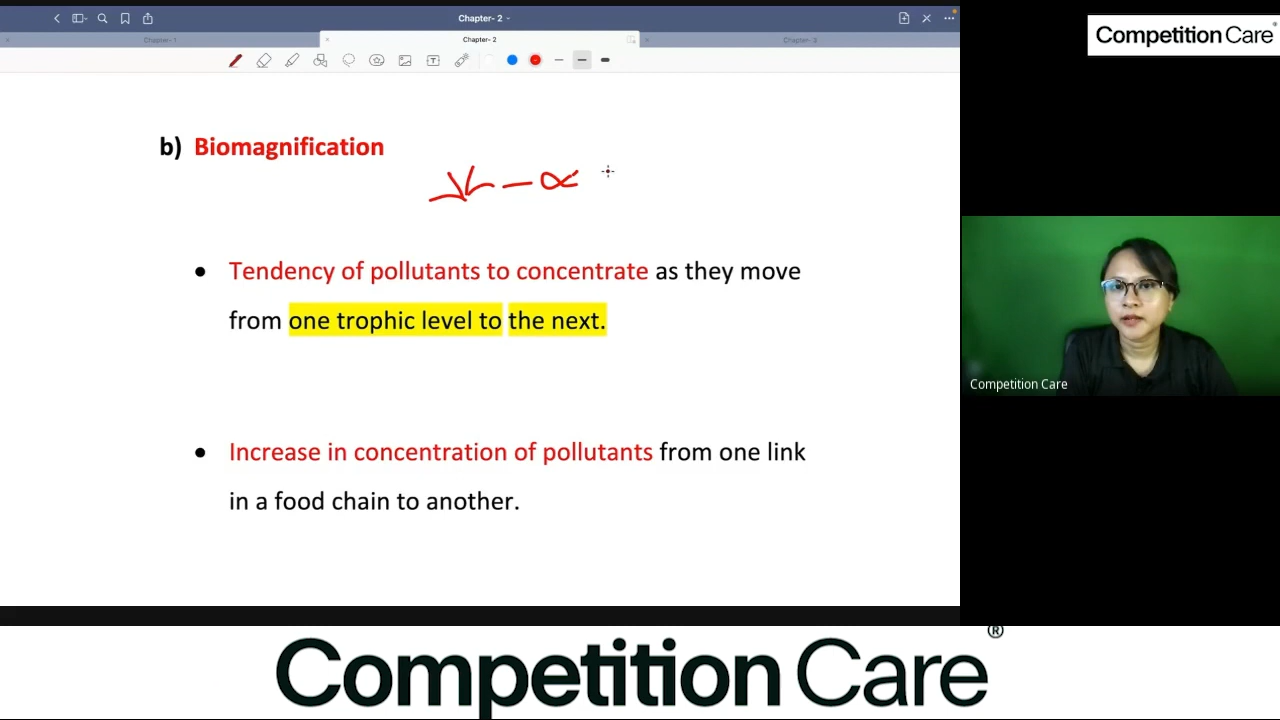 Chapter- 2
Competition Care
Chapter- 1
Chapter- 2
Chapter- 3
b) Biomagnification
• Tendency of pollutants to concentrate as they move
from one trophic level to the next.
Competition Care
• Increase in concentration of pollutants from one link
in a food chain to another.
Competition Care®